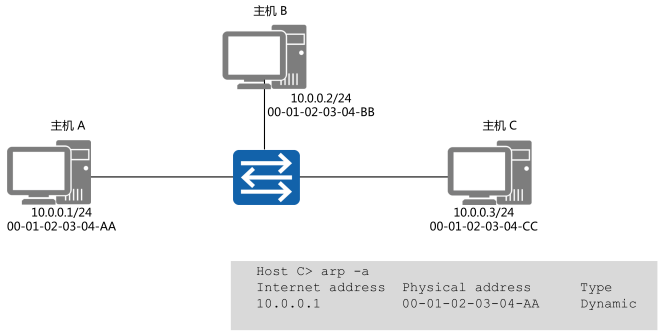 主机 B
10.0.0.2/24
00-01-02-03-04-BB
主机 A
主机 C
10.0.0.1/24
00-01-02-03-04-AA
10.0.0.3/24
00-01-02-03-04-CC
Host C> arp -a
Internet address Physical address Type
10.0.0.1 00-01-02-03-04-AA Dynamic